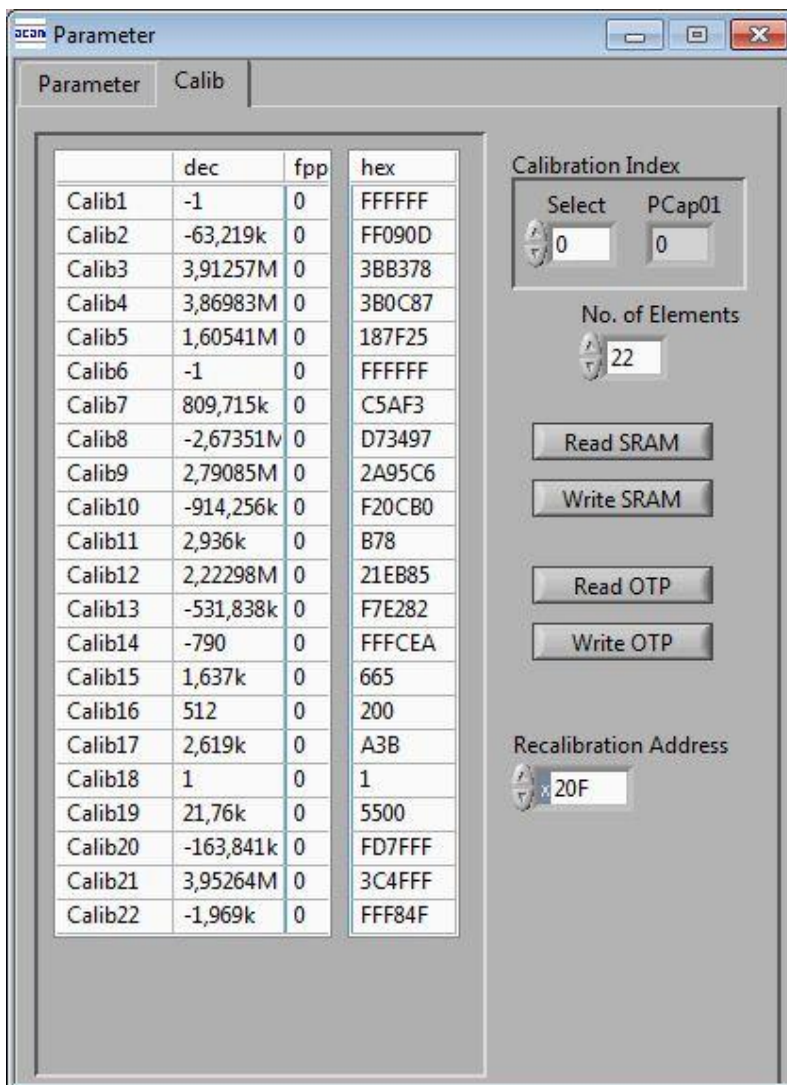 acan Parameter
Parameter Calib
dec fpp hex
Calib1 -1 0 FFFFFF
Calib2 -63,219k 0 FF090D
Calib3 3,91257M 0 3BB378
Calib4 3,86983M 0 3B0C87
Calib5 1,60541M 0 187F25
Calib6 -1 0 FFFFFF
Calib7 809,715k 0 C5AF3
Calib8 -2,67351M 0 D73497
Calib9 2,79085M 0 2A95C6
Calib10 -914,256k 0 F20CB0
Calib11 2,936k 0 B78
Calib12 2,22298M 0 21EB85
Calib13 -531,838k 0 F7E282
Calib14 -790 0 FFFCEA
Calib15 1,637k 0 665
Calib16 512 0 200
Calib17 2,619k 0 A3B
Calib18 1 0 1
Calib19 21,76k 0 5500
Calib20 -163,841k 0 FD7FFF
Calib21 3,95264M 0 3C4FFF
Calib22 -1,969k 0 FFF84F
Calibration Index
Select PCap01
0 0
No. of Elements
22
Read SRAM
Write SRAM
Read OTP
Write OTP
Recalibration Address
x 20F